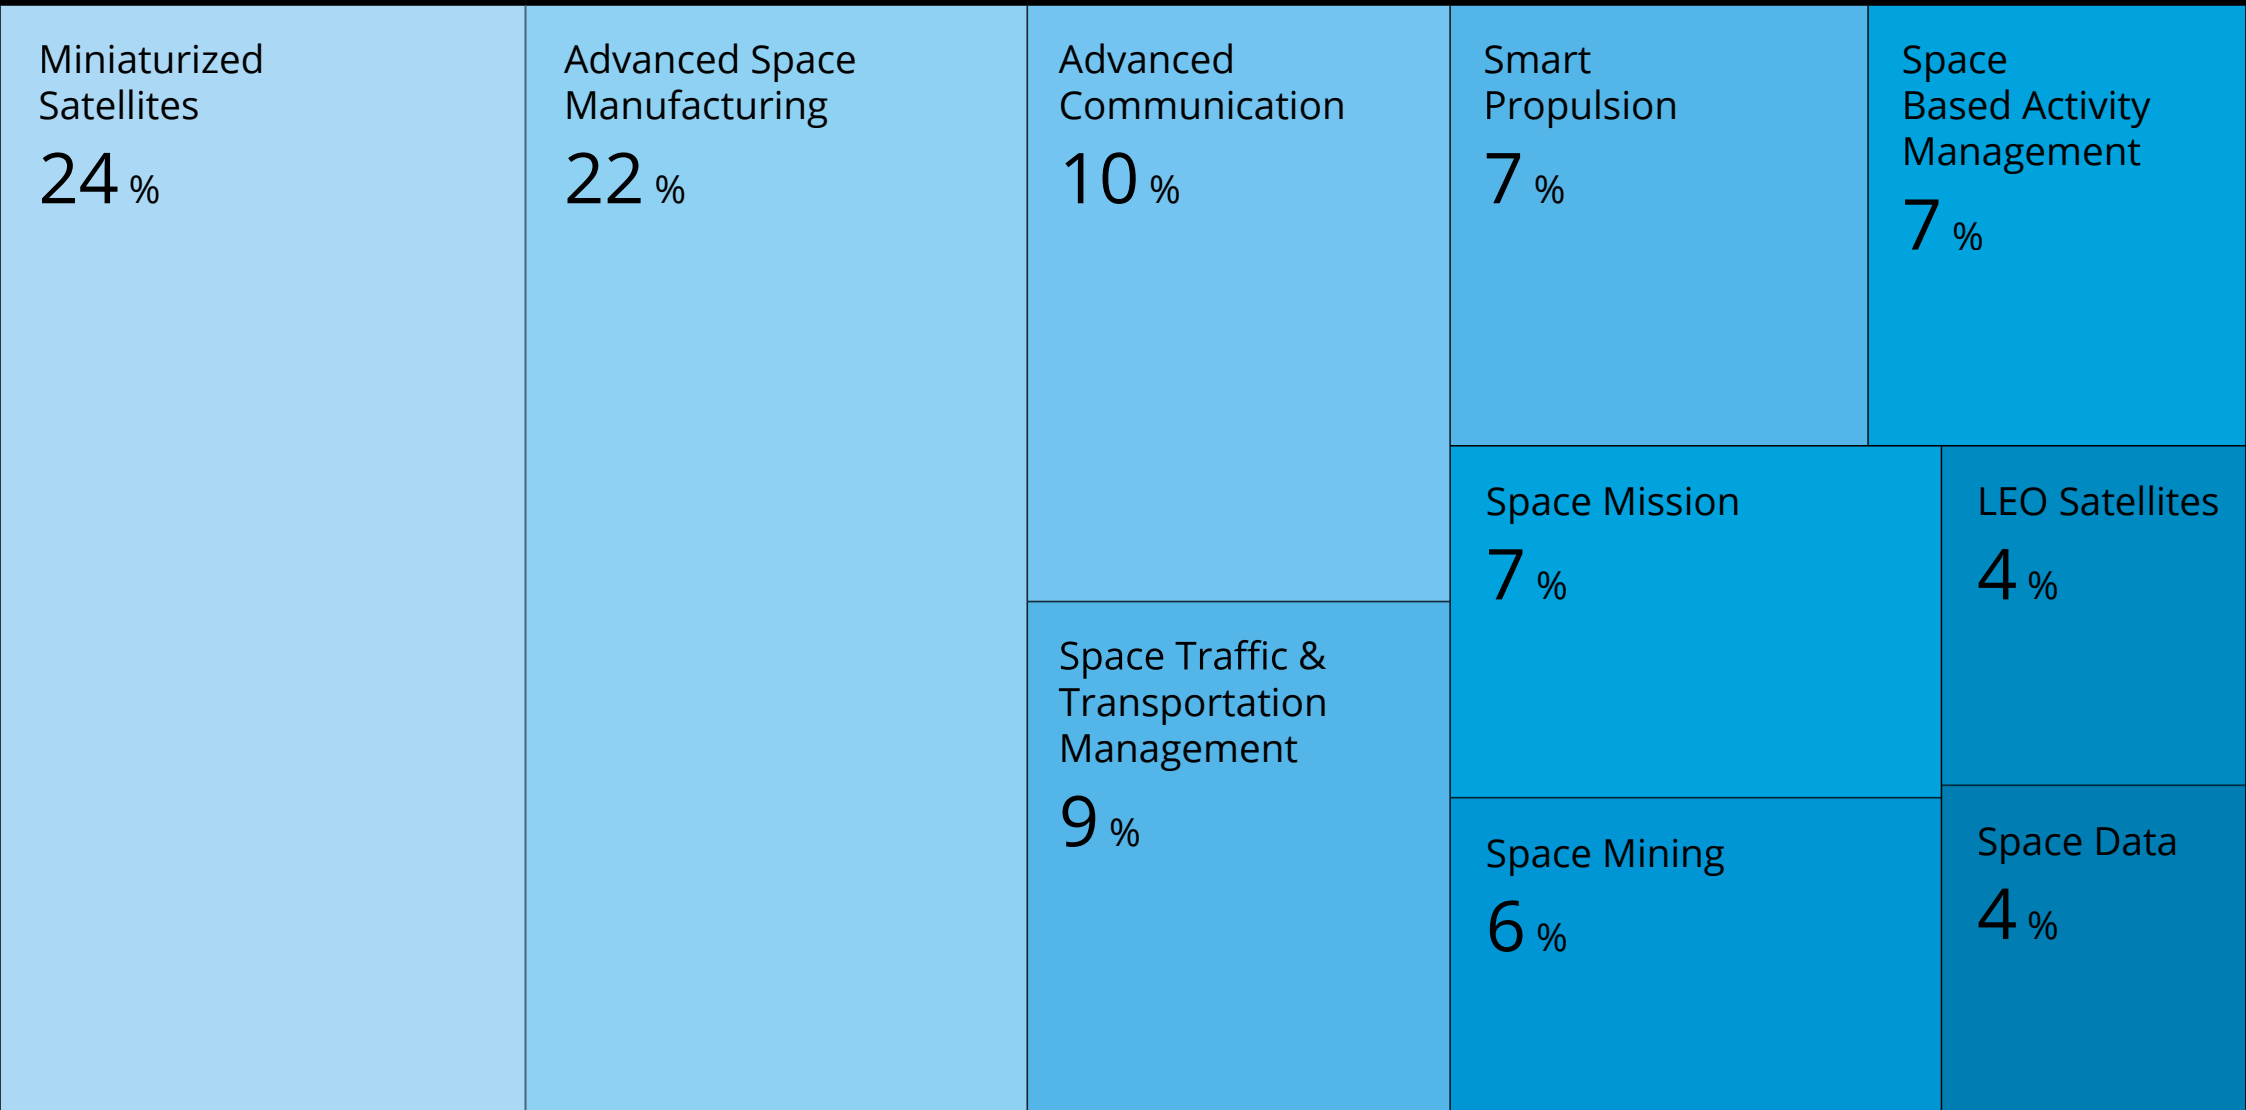 Miniaturized
Satellites
24 %
Advanced Space
Manufacturing
22 %
Advanced
Communication
10 %
Space Traffic &
Transportation
Management
9 %
Smart
Propulsion
7 %
Space
Based Activity
Management
7 %
Space Mission
7 %
LEO Satellites
4 %
Space Mining
6 %
Space Data
4 %